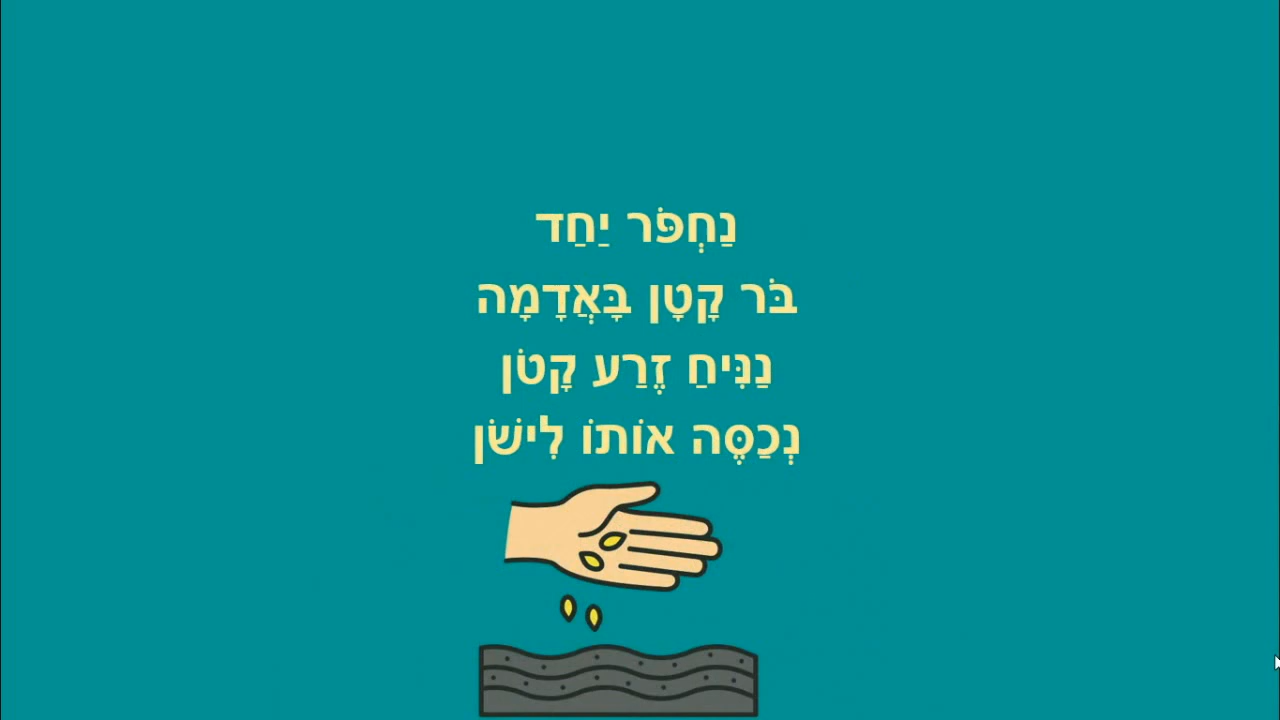 נַחְפֹּר יַחַד
בֹּר קָטָן בָּאֲדָמָה
נַנִּיחַ זֶרַע קָטֹן
נְכַסֶּה אוֹתוֹ לִישֹׁן